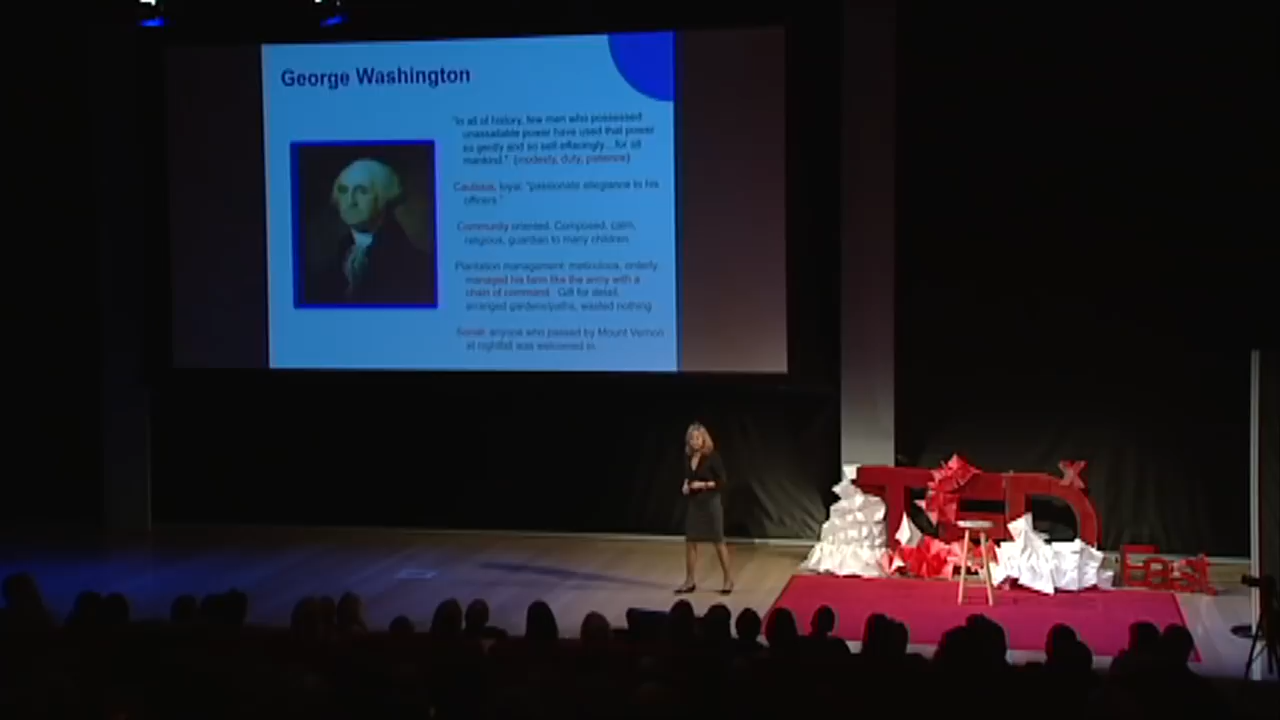 George Washington
"In all of history, few men who possessed
unassailable power have used that power
so gently and so self effacingly...for all
mankind." (modesty, duty, patience)
Cautious, loyal, "passionate allegiance to his
officers."
Community oriented. Composed, calm,
religious, guardian to many children.
Plantation management: meticulous, orderly,
managed his farm like the army with a
chain of command. Gift for detail,
arranged gardens/paths, wasted nothing
Social: anyone who passed by Mount Vernon
at nightfall was welcomed in.
TEDx
East